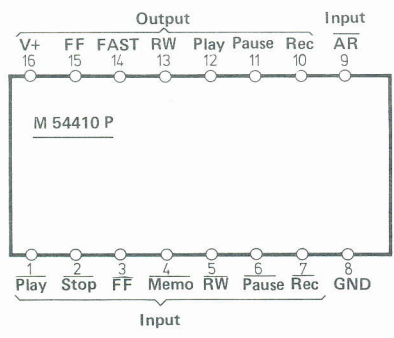 Output Input
V+ FF FAST RW Play Pause Rec AR
16 15 14 13 12 11 10 9
M 54410 P
1 2 3 4 5 6 7 8
Play Stop FF Memo RW Pause Rec GND
Input